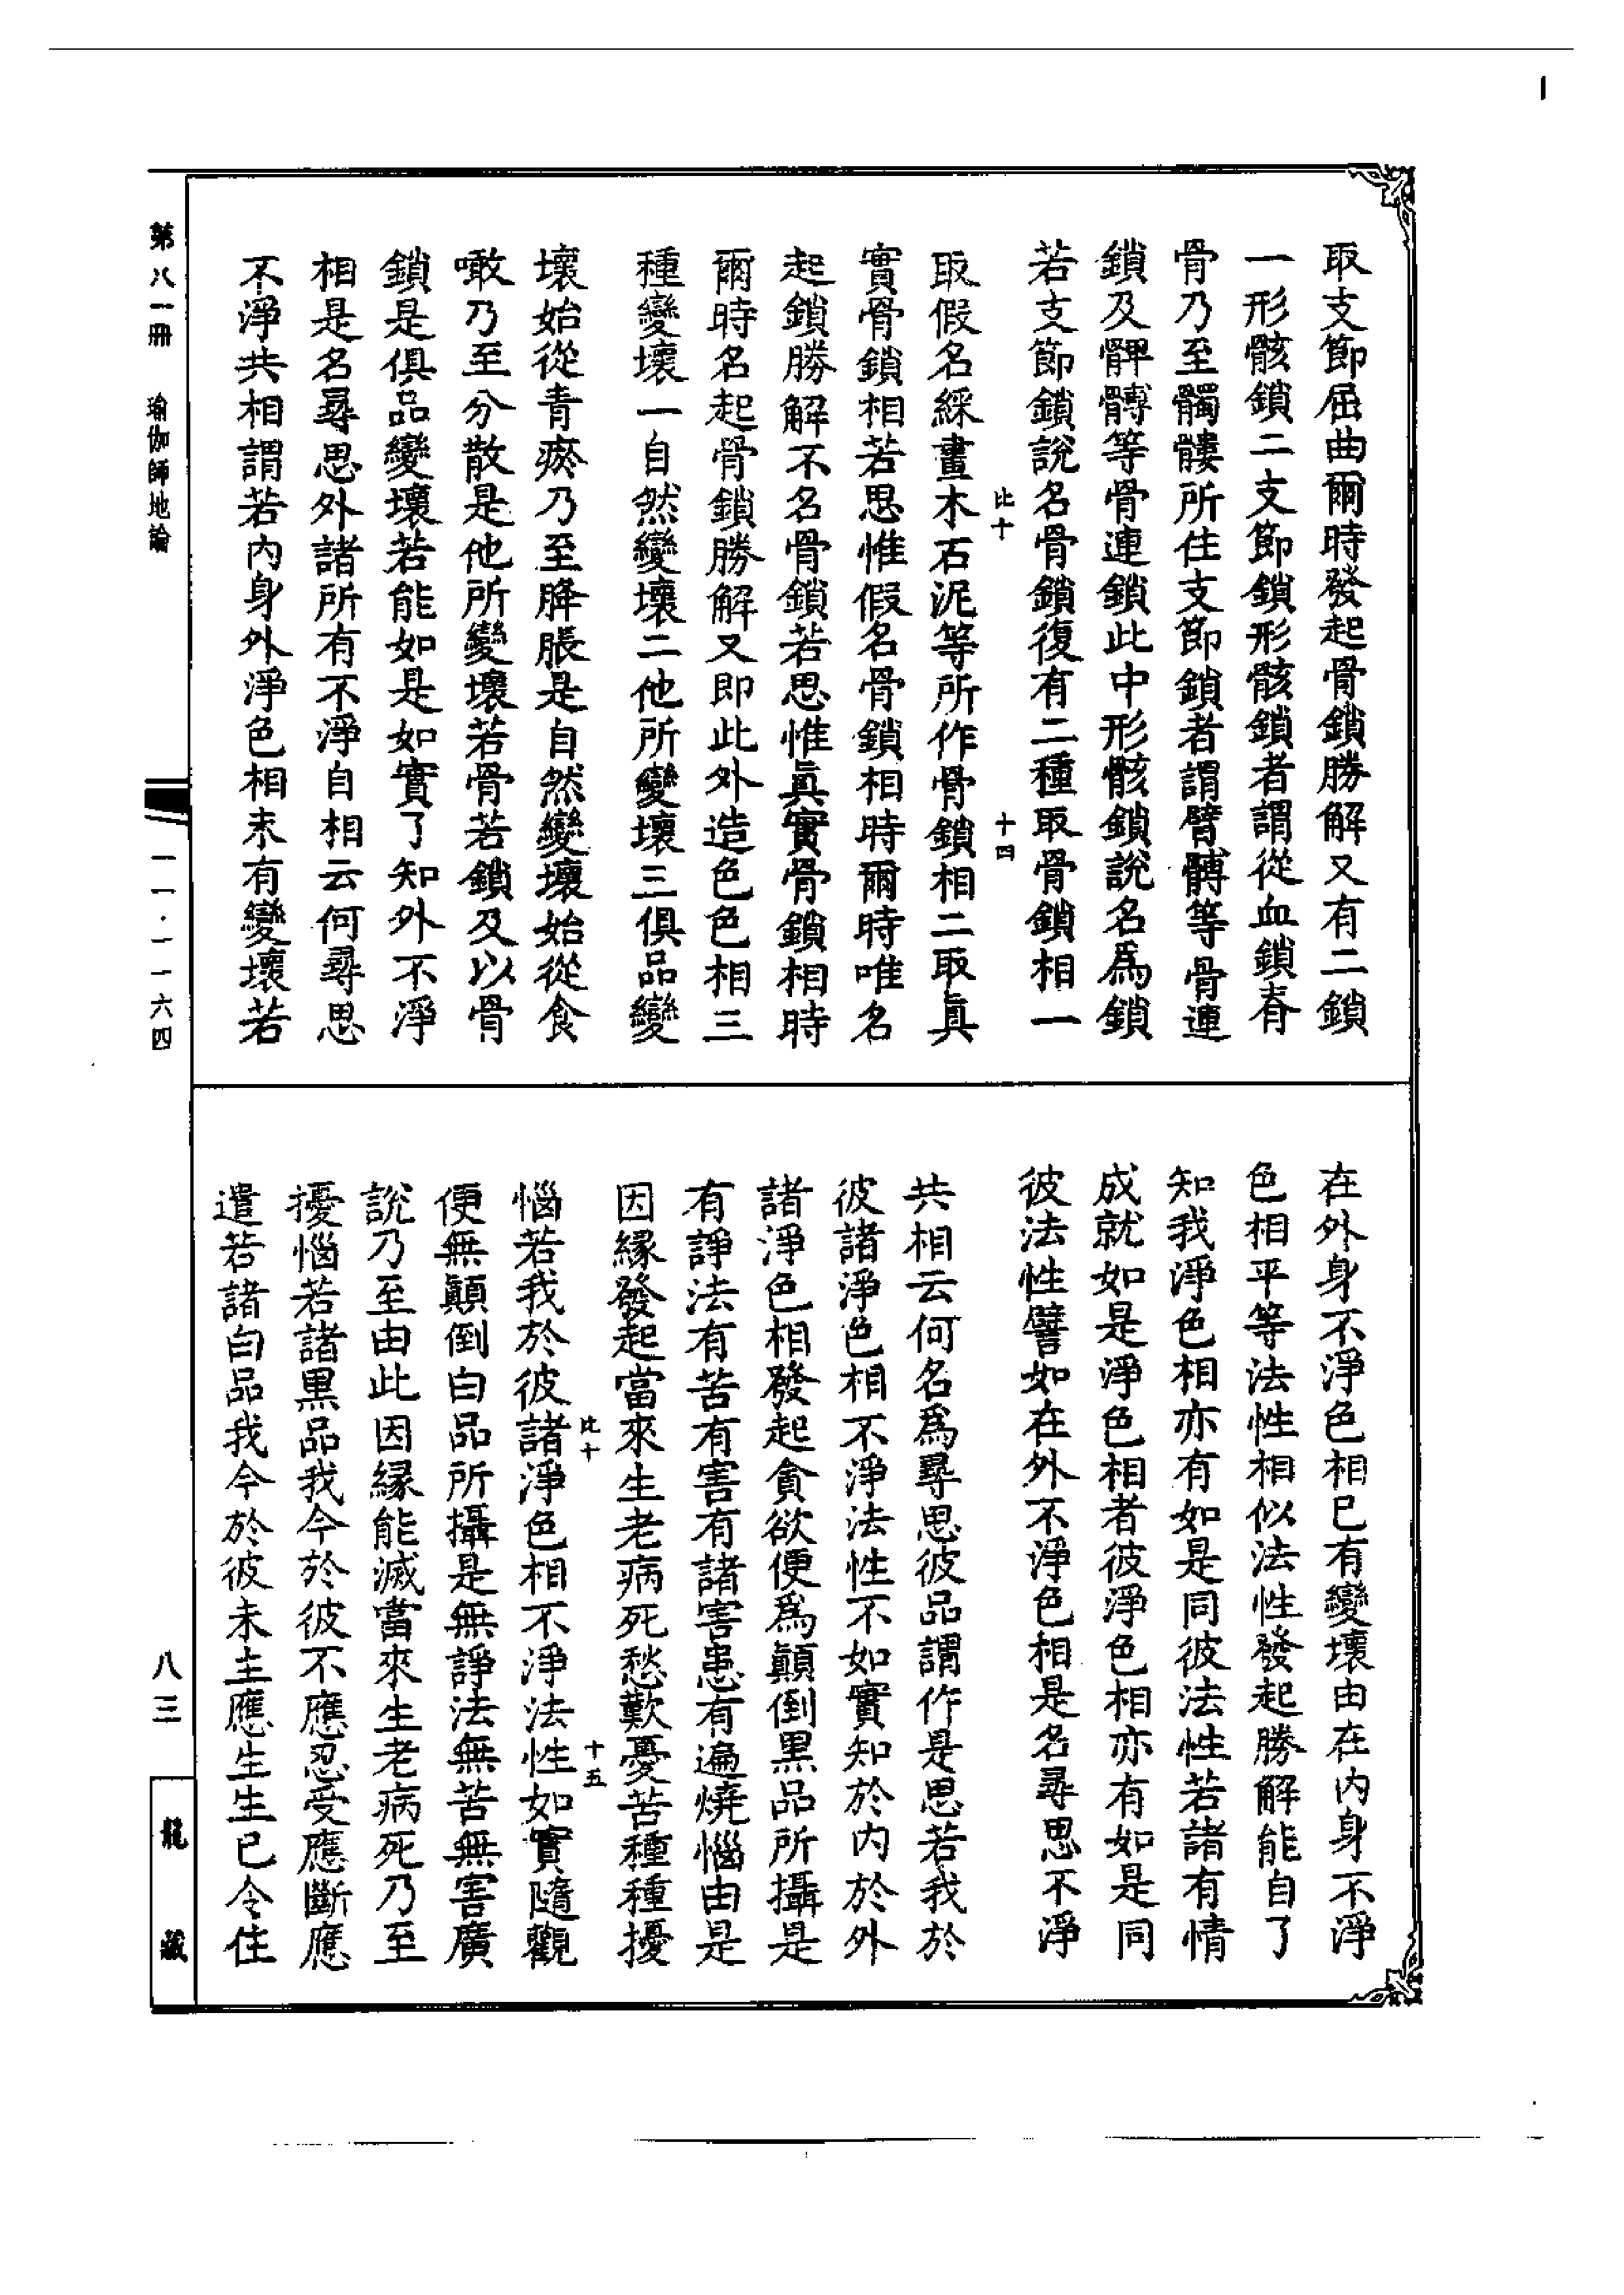 取支節屈曲爾時發起骨鎖勝解又有二鎖
一形骸鎖二支節鎖形骸鎖者謂從血鎖脊
骨乃至髑髏所住支節鎖者謂臂髆等骨連
鎖及髀髆等骨連鎖此中形骸鎖說名爲鎖
若支節鎖說名骨鎖復有二種取骨鎖相一
比十
十四
取假名綵畫木石泥等所作骨鎖相二取眞
實骨鎖相若思惟假名骨鎖相時爾時唯名
起鎖勝解不名骨鎖若思惟眞實骨鎖相時
爾時名起骨鎖勝解又即此外造色色相三
種變壞一自然變壞二他所變壞三俱品變
壞始從青瘀乃至膖脹是自然變壞始從食
噉乃至分散是他所變壞若骨若鎖及以骨
鎖是俱品變壞若能如是如實了知外不淨
相是名尋思外諸所有不淨自相云何尋思
不淨共相謂若內身外淨色相未有變壞若
在外身不淨色相已有變壞由在內身不淨
色相平等法性相似法性發起勝解能自了
知我淨色相亦有如是同彼法性若諸有情
成就如是淨色相者彼淨色相亦有如是同
彼法性譬如在外不淨色相是名尋思不淨
共相云何名爲尋思彼品謂作是思若我於
彼諸淨色相不淨法性不如實知於內於外
諸淨色相發起貪欲便爲顚倒黑品所攝是
有諍法有苦有害有諸害患有遍燒惱由是
因緣發起當來生老病死愁歎憂苦種種擾
比十
十五
惱若我於彼諸淨色相不淨法性如實隨觀
便無顚倒白品所攝是無諍法無苦無害廣
說乃至由此因緣能滅當來生老病死乃至
擾惱若諸黑品我今於彼不應忍受應斷應
遣若諸白品我今於彼未生應生生已令住
第八一冊 瑜伽師地論
一一·一一六四
八三
龍藏